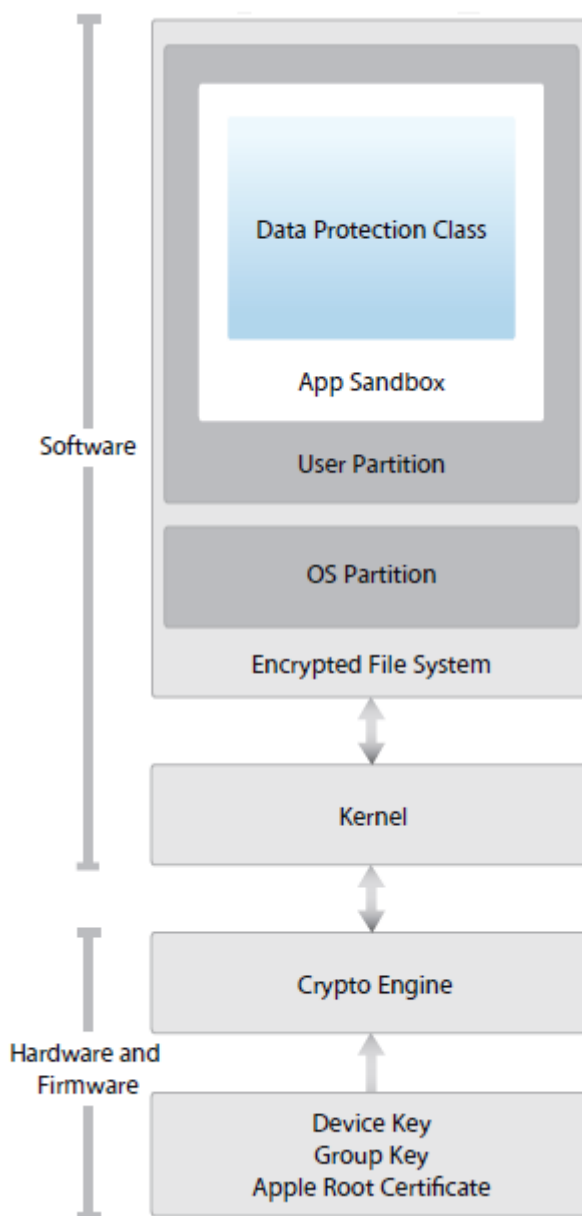 Data Protection Class
App Sandbox
Software
User Partition
OS Partition
Encrypted File System
Kernel
Crypto Engine
Hardware and
Firmware
Device Key
Group Key
Apple Root Certificate